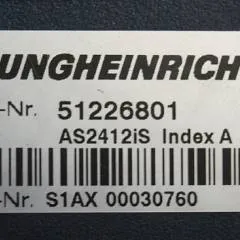 UNGHEINRICH
-Nr. 51226801
AS2412iS Index A
-Nr. S1AX 00030760